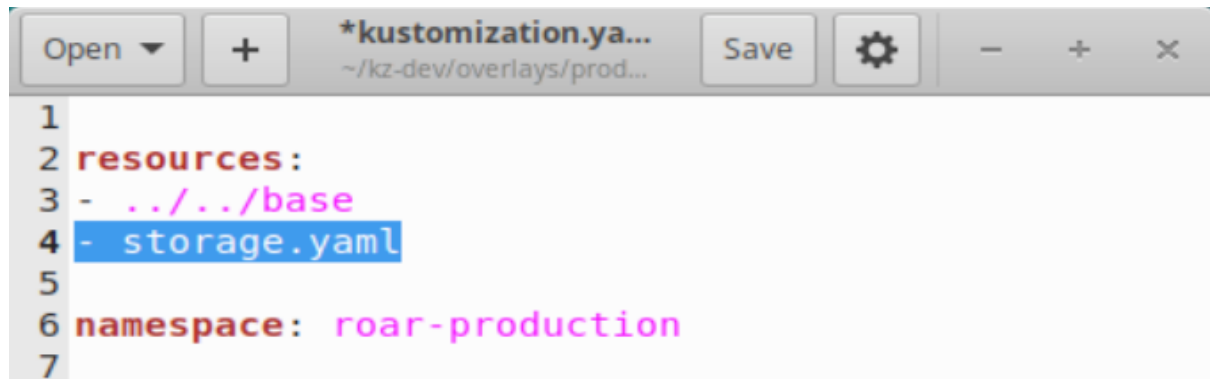 Open
+
*kustomization.ya...
~/kz-dev/overlays/prod...
Save
1
2 resources:
3 - ../../base
4 - storage.yaml
5
6 namespace: roar-production
7